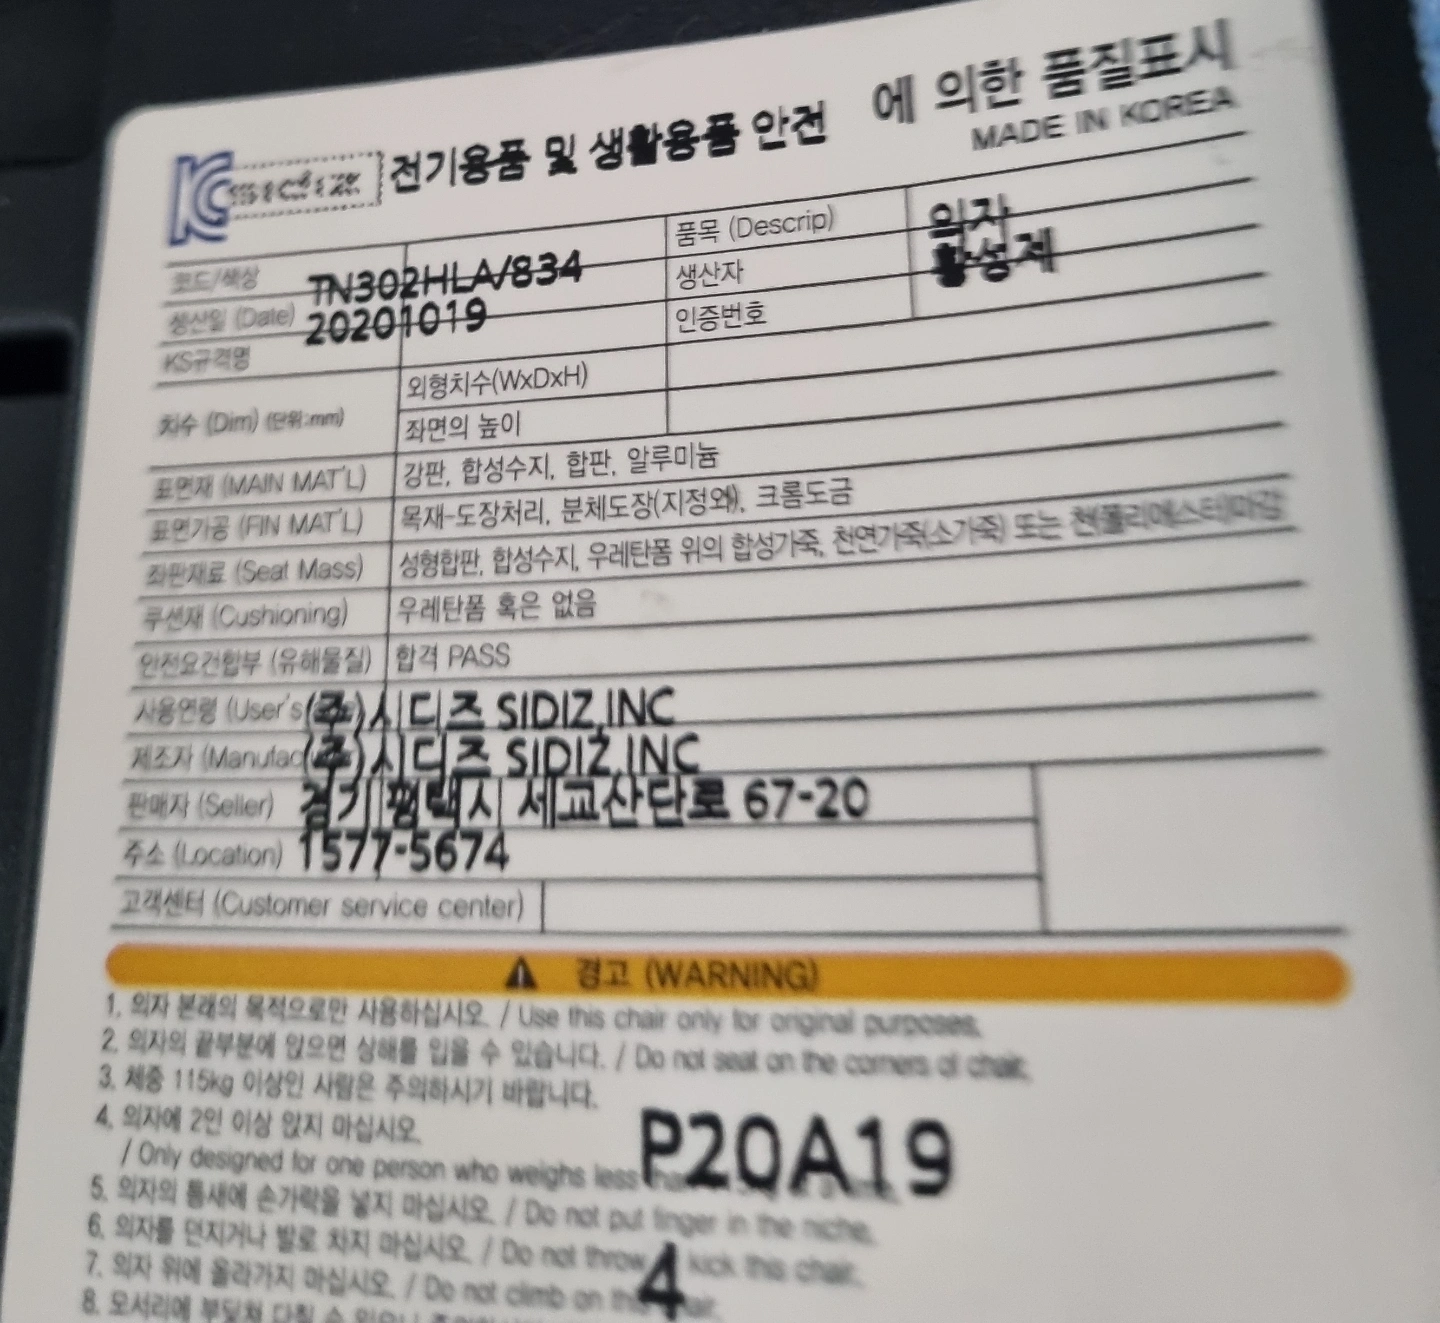 전기용품 및 생활용품 안전 에 의한 품질표시
MADE IN KOREA
코드/색상 TN302HLA/834 품목 (Descrip) 의자
생산일 (Date) 20201019 생산자 황성제
KS규격명 인증번호
치수 (Dim) (단위:mm) 외형치수(WxDxH)
좌면의 높이
표면재 (MAIN MAT'L) 강판, 합성수지, 합판, 알루미늄
표면가공 (FIN MAT'L) 목재-도장처리, 분체도장(지정외), 크롬도금
좌판재료 (Seat Mass) 성형합판, 합성수지, 우레탄폼 위의 합성가죽, 천연가죽(소가죽) 또는 천(폴리에스테)마감
쿠션재 (Cushioning) 우레탄폼 혹은 없음
안전요건합부 (유해물질) 합격 PASS
사용연령 (User's (주)시디즈 SIDIZ,INC
제조자 (Manufac (주)시디즈 SIDIZ,INC
판매자 (Seller) 경기 평택시 세교산단로 67-20
주소 (Location) 1577-5674
고객센터 (Customer service center)
경고 (WARNING)
1. 의자 본래의 목적으로만 사용하십시오. / Use this chair only for original purposes.
2. 의자의 끝부분에 앉으면 상해를 입을 수 있습니다. / Do not seat on the corners of chair.
3. 체중 115kg 이상인 사람은 주의하시기 바랍니다.
4. 의자에 2인 이상 앉지 마십시오.
/ Only designed for one person who weighs less
P20A19
5. 의자의 틈새에 손가락을 넣지 마십시오. / Do not put finger in the niche.
6. 의자를 던지거나 발로 차지 마십시오. / Do not throw kick this chair.
4
7. 의자 위에 올라가지 마십시오. / Do not climb on this
8. 모서리에 부딪쳐 다칠 수 있으니